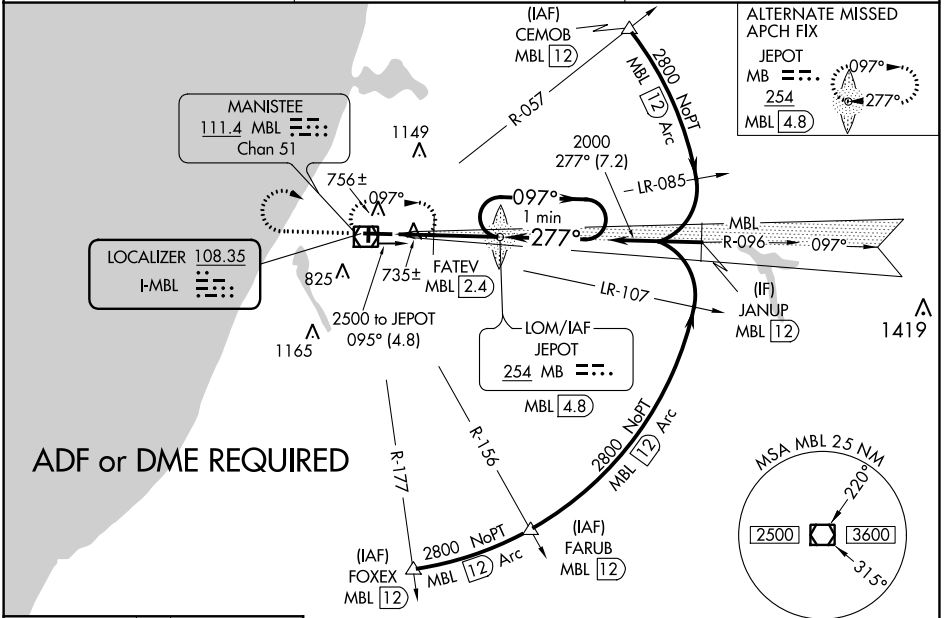 (IAF)
CEMOB
MBL 12
2800 NoPT
MBL 12 Arc
R-057
ALTERNATE MISSED
APCH FIX
JEPOT
MB
254
MBL 4.8
097°
277°
MANISTEE
111.4 MBL
Chan 51
1149
756±
097°
2000
277° (7.2)
LR-085
097°
1 min
277°
MBL
R-096
097°
LOCALIZER 108.35
I-MBL
825
735±
FATEV
MBL 2.4
LR-107
(IF)
JANUP
MBL 12
1419
1165
2500 to JEPOT
095° (4.8)
LOM/IAF
JEPOT
254 MB
MBL 4.8
ADF or DME REQUIRED
R-177
R-156
2800 NoPT
MBL 12 Arc
(IAF)
FARUB
MBL 12
2800 NoPT
MBL 12 Arc
(IAF)
FOXEX
MBL 12
MSA MBL 25 NM
220°
2500
3600
315°